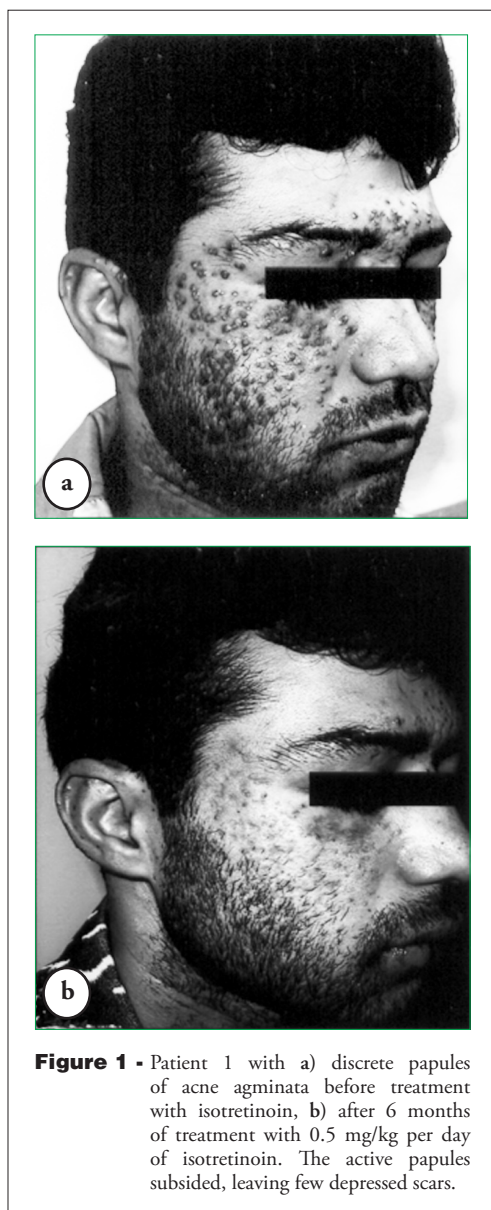 a
b
Figure 1 - Patient 1 with a) discrete papules
of acne agminata before treatment
with isotretinoin, b) after 6 months
of treatment with 0.5 mg/kg per day
of isotretinoin. The active papules
subsided, leaving few depressed scars.